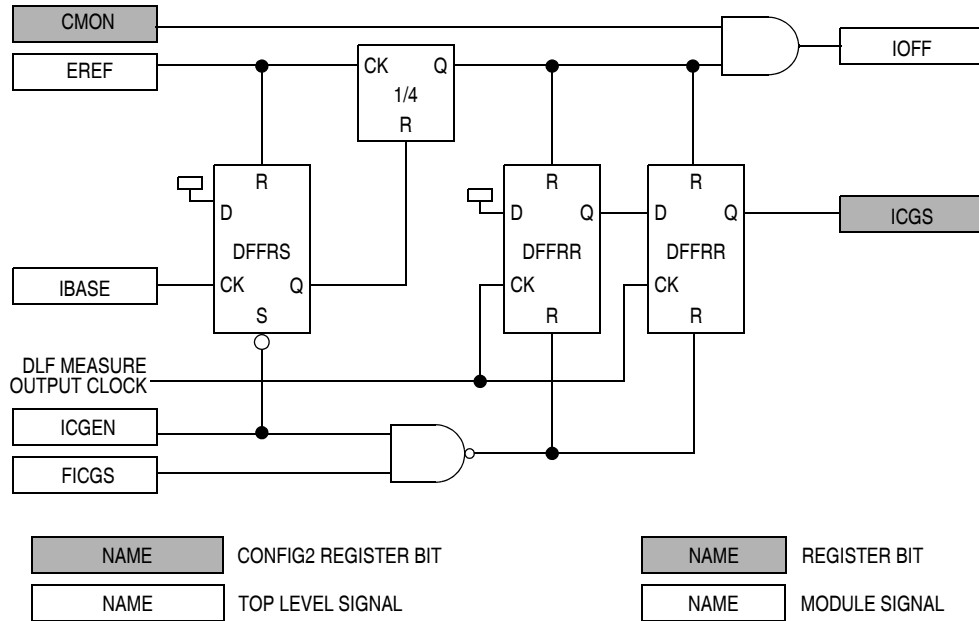 CMON
IOFF
EREF
CK Q
1/4
R
R
D
DFFRS
CK Q
S
R
D Q
DFFRR
CK
R
R
D Q
DFFRR
CK
R
ICGS
IBASE
DLF MEASURE
OUTPUT CLOCK
ICGEN
FICGS
NAME CONFIG2 REGISTER BIT
NAME REGISTER BIT
NAME TOP LEVEL SIGNAL
NAME MODULE SIGNAL